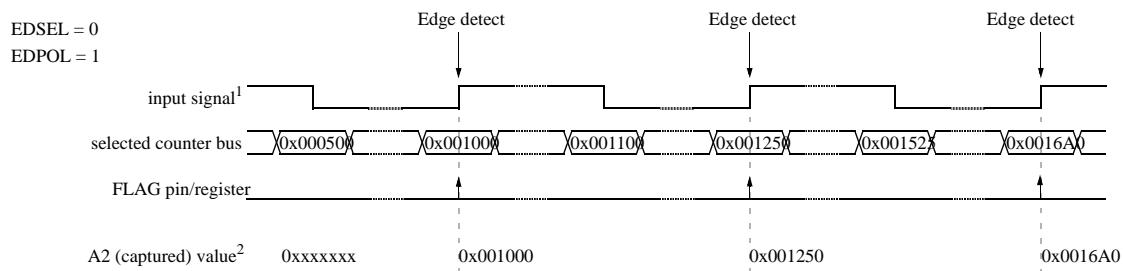 Edge detect Edge detect Edge detect
EDSEL = 0
EDPOL = 1
input signal1
selected counter bus 0x000500 0x001000 0x001100 0x001250 0x001525 0x0016A0
FLAG pin/register
A2 (captured) value2 0xxxxxxx 0x001000 0x001250 0x0016A0